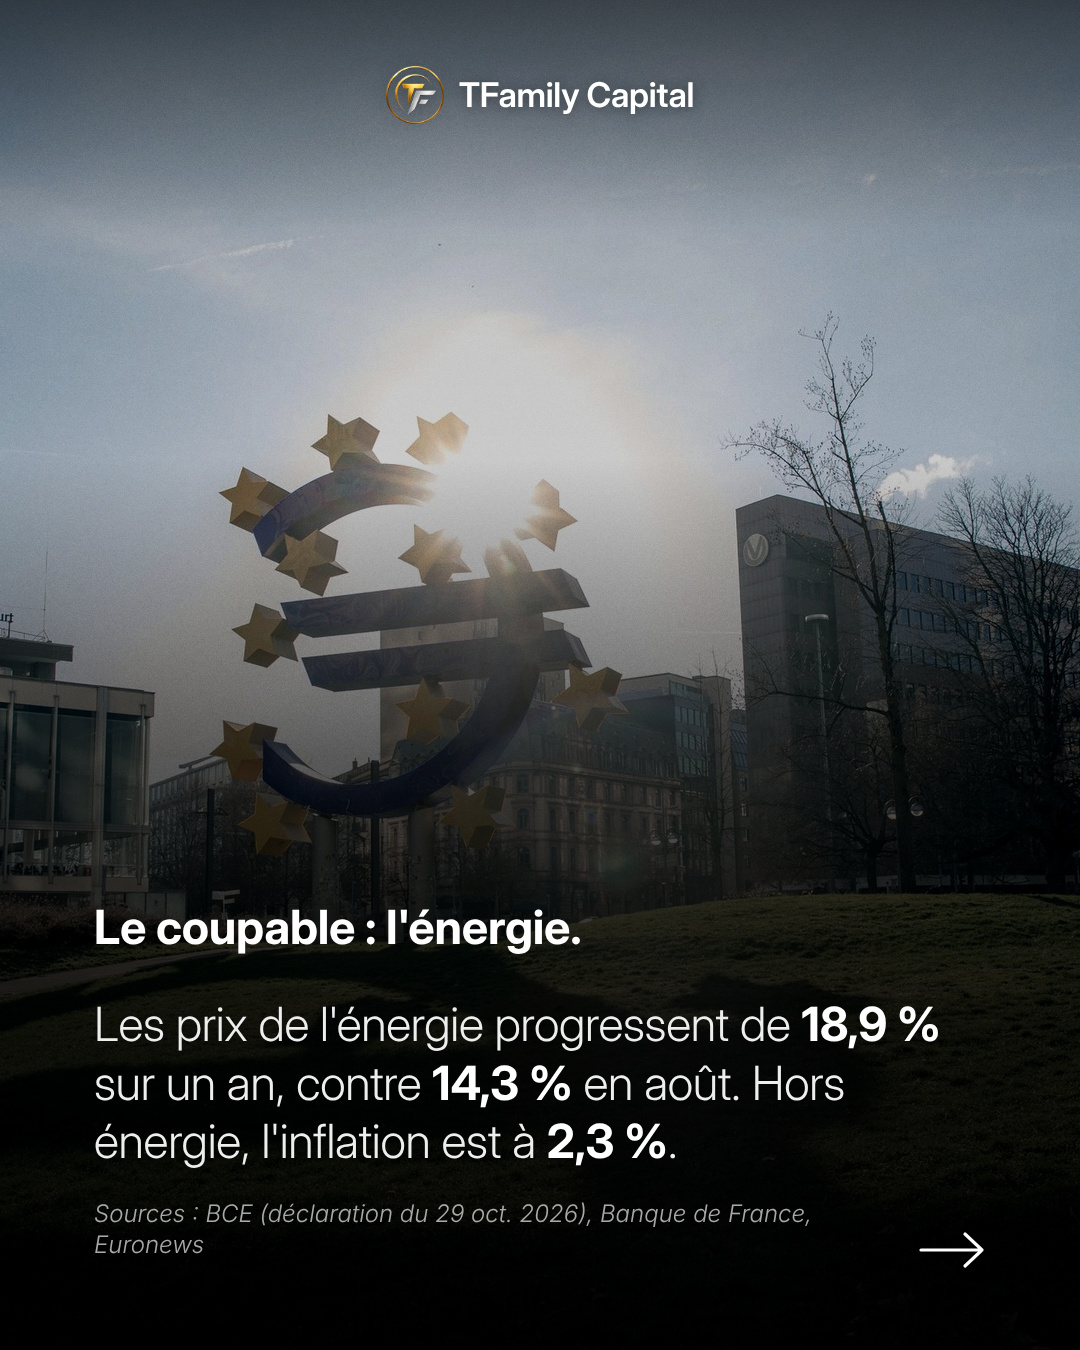 TF TFamily Capital
Le coupable : l'énergie.
Les prix de l'énergie progressent de 18,9 %
sur un an, contre 14,3 % en août. Hors
énergie, l'inflation est à 2,3 %.
Sources : BCE (déclaration du 29 oct. 2026), Banque de France,
Euronews